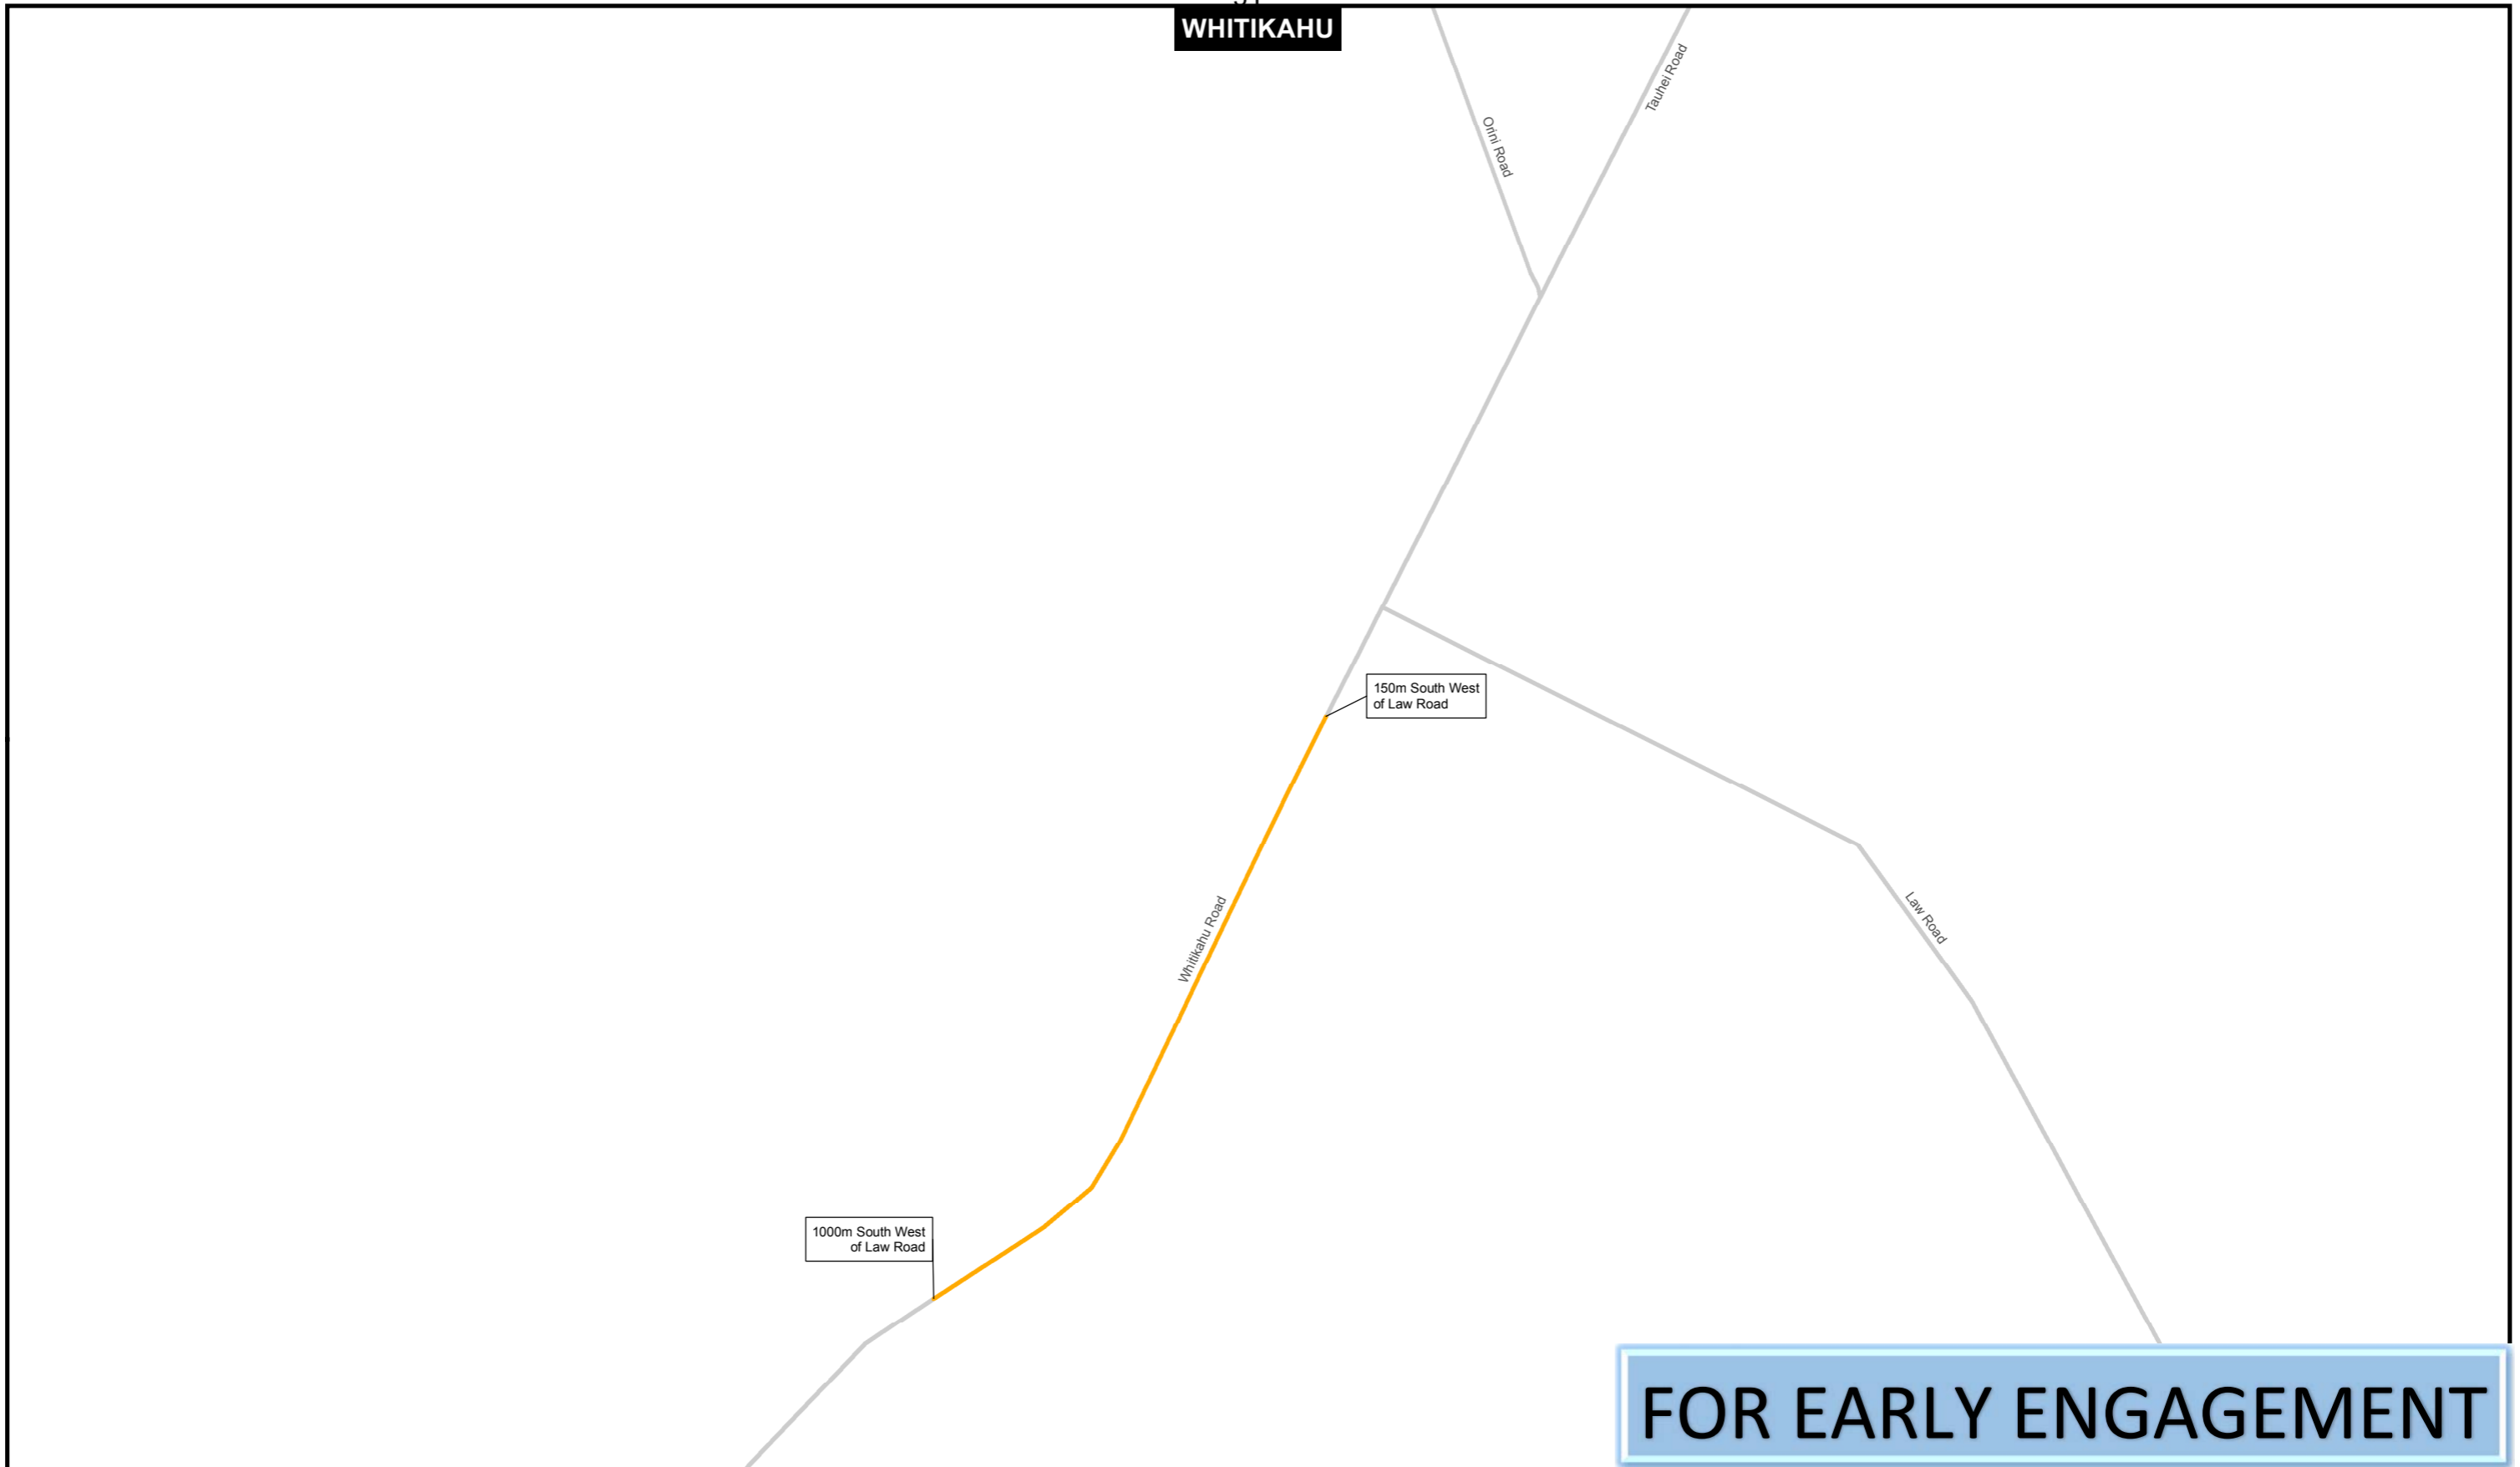 WHITIKAHU
Tauhei Road
Orini Road
150m South West
of Law Road
Whitikahu Road
Law Road
1000m South West
of Law Road
FOR EARLY ENGAGEMENT